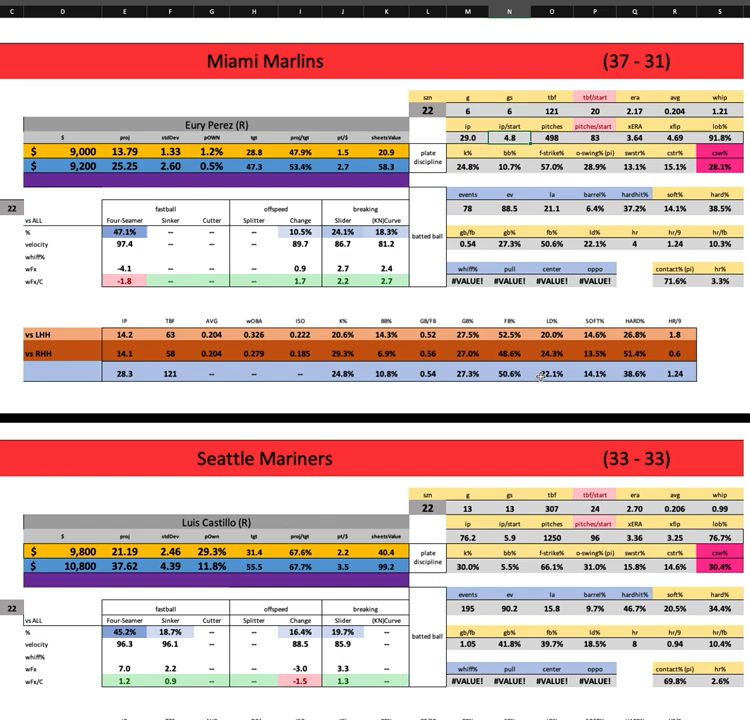 C D E F G H I J K L M N O P Q R S
Miami Marlins (37 - 31)
szn g gs tbf tbf/start era avg whip
22 6 6 121 20 2.17 0.204 1.21
Eury Perez (R) ip ip/start pitches pitches/start xERA xfip lob%
$ proj stdDev pOWN tgt proj/tgt pt/$ sheetsValue 29.0 4.8 498 83 3.64 4.69 91.8%
$ 9,000 13.79 1.33 1.2% 28.8 47.9% 1.5 20.9 plate discipline k% bb% f-strike% o-swing% (pi) swstr% cstr% csw%
$ 9,200 25.25 2.60 0.5% 47.3 53.4% 2.7 58.3 24.8% 10.7% 57.0% 28.9% 13.1% 15.1% 28.1%
events ev la barrel% hardhit% soft% hard%
22 fastball offspeed breaking 78 88.5 21.1 6.4% 37.2% 14.1% 38.5%
vs ALL Four-Seamer Sinker Cutter Splitter Change Slider (KN)Curve
% 47.1% -- -- -- 10.5% 24.1% 18.3% batted ball gb/fb gb% fb% ld% hr hr/9 hr/fb
velocity 97.4 -- -- -- 89.7 86.7 81.2 0.54 27.3% 50.6% 22.1% 4 1.24 10.3%
whiff%
wFx -4.1 -- -- -- 0.9 2.7 2.4 whiff% pull center oppo contact% (pi) hr%
wFx/C -1.8 -- -- -- 1.7 2.2 2.7 #VALUE! #VALUE! #VALUE! #VALUE! 71.6% 3.3%
IP TBF AVG wOBA ISO K% BB% GB/FB GB% FB% LD% SOFT% HARD% HR/9
vs LHH 14.2 63 0.204 0.326 0.222 20.6% 14.3% 0.52 27.5% 52.5% 20.0% 14.6% 26.8% 1.8
vs RHH 14.1 58 0.204 0.279 0.185 29.3% 6.9% 0.56 27.0% 48.6% 24.3% 13.5% 51.4% 0.6
28.3 121 -- -- -- 24.8% 10.8% 0.54 27.3% 50.6% 22.1% 14.1% 38.6% 1.24
Seattle Mariners (33 - 33)
szn g gs tbf tbf/start era avg whip
22 13 13 307 24 2.70 0.206 0.99
Luis Castillo (R) ip ip/start pitches pitches/start xERA xfip lob%
$ proj stdDev pOwn tgt proj/tgt pt/$ sheetsValue 76.2 5.9 1250 96 3.36 3.25 76.7%
$ 9,800 21.19 2.46 29.3% 31.4 67.6% 2.2 40.4 plate discipline k% bb% f-strike% o-swing% (pi) swstr% cstr% csw%
$ 10,800 37.62 4.39 11.8% 55.5 67.7% 3.5 99.2 30.0% 5.5% 66.1% 31.0% 15.8% 14.6% 30.4%
events ev la barrel% hardhit% soft% hard%
22 fastball offspeed breaking 195 90.2 15.8 9.7% 46.7% 20.5% 34.4%
vs ALL Four-Seamer Sinker Cutter Splitter Change Slider (KN)Curve
% 45.2% 18.7% -- -- 16.4% 19.7% -- batted ball gb/fb gb% fb% ld% hr hr/9 hr/fb
velocity 96.3 96.1 -- -- 88.5 85.9 -- 1.05 41.8% 39.7% 18.5% 8 0.94 10.4%
whiff%
wFx 7.0 2.2 -- -- -3.0 3.3 -- whiff% pull center oppo contact% (pi) hr%
wFx/C 1.2 0.9 -- -- -1.5 1.3 -- #VALUE! #VALUE! #VALUE! #VALUE! 69.8% 2.6%